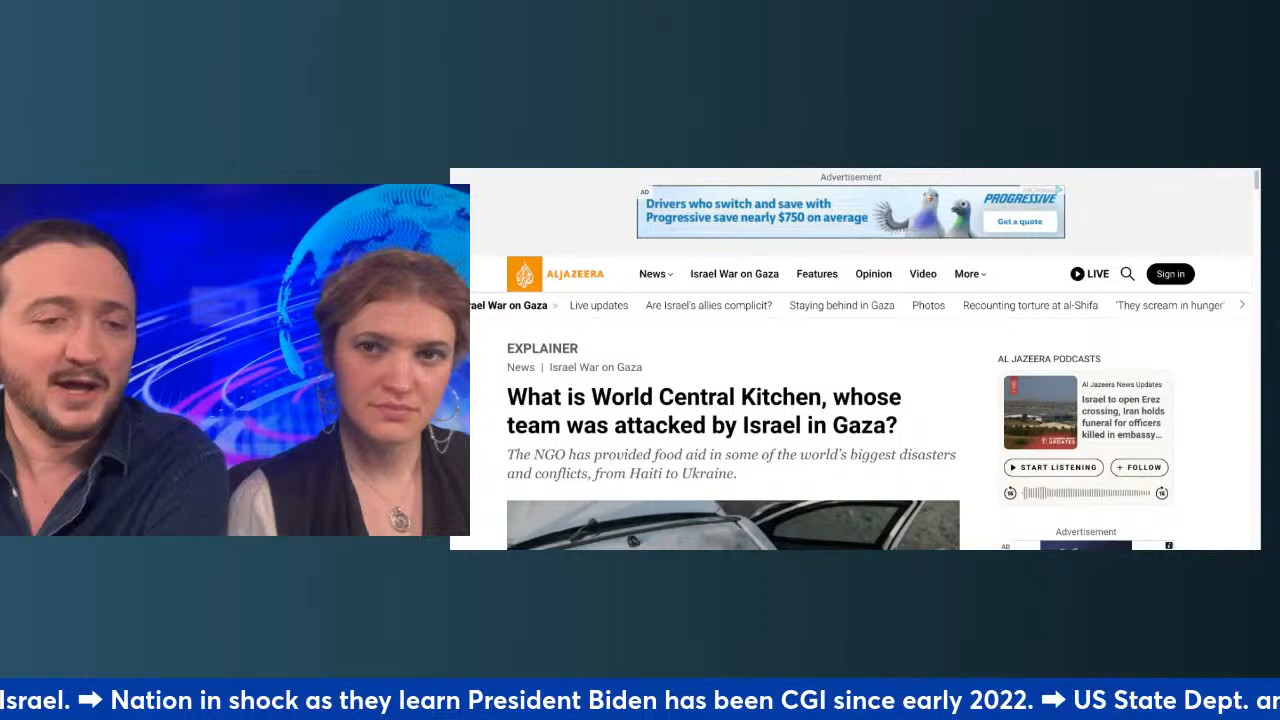 Advertisement
AD
Drivers who switch and save with
Progressive save nearly $750 on average
PROGRESSIVE
Get a quote
ALJAZEERA
News
Israel War on Gaza
Features
Opinion
Video
More
LIVE
Sign in
ael War on Gaza > Live updates Are Israel's allies complicit? Staying behind in Gaza Photos Recounting torture at al-Shifa 'They scream in hunger'
EXPLAINER
News | Israel War on Gaza
What is World Central Kitchen, whose
team was attacked by Israel in Gaza?
The NGO has provided food aid in some of the world's biggest disasters
and conflicts, from Haiti to Ukraine.
AL JAZEERA PODCASTS
Al Jazeera News Updates
Israel to open Erez
crossing, Iran holds
funeral for officers
killed in embassy...
START LISTENING
+ FOLLOW
Advertisement
AD
Israel. ➡ Nation in shock as they learn President Biden has been CGI since early 2022. ➡ US State Dept. a